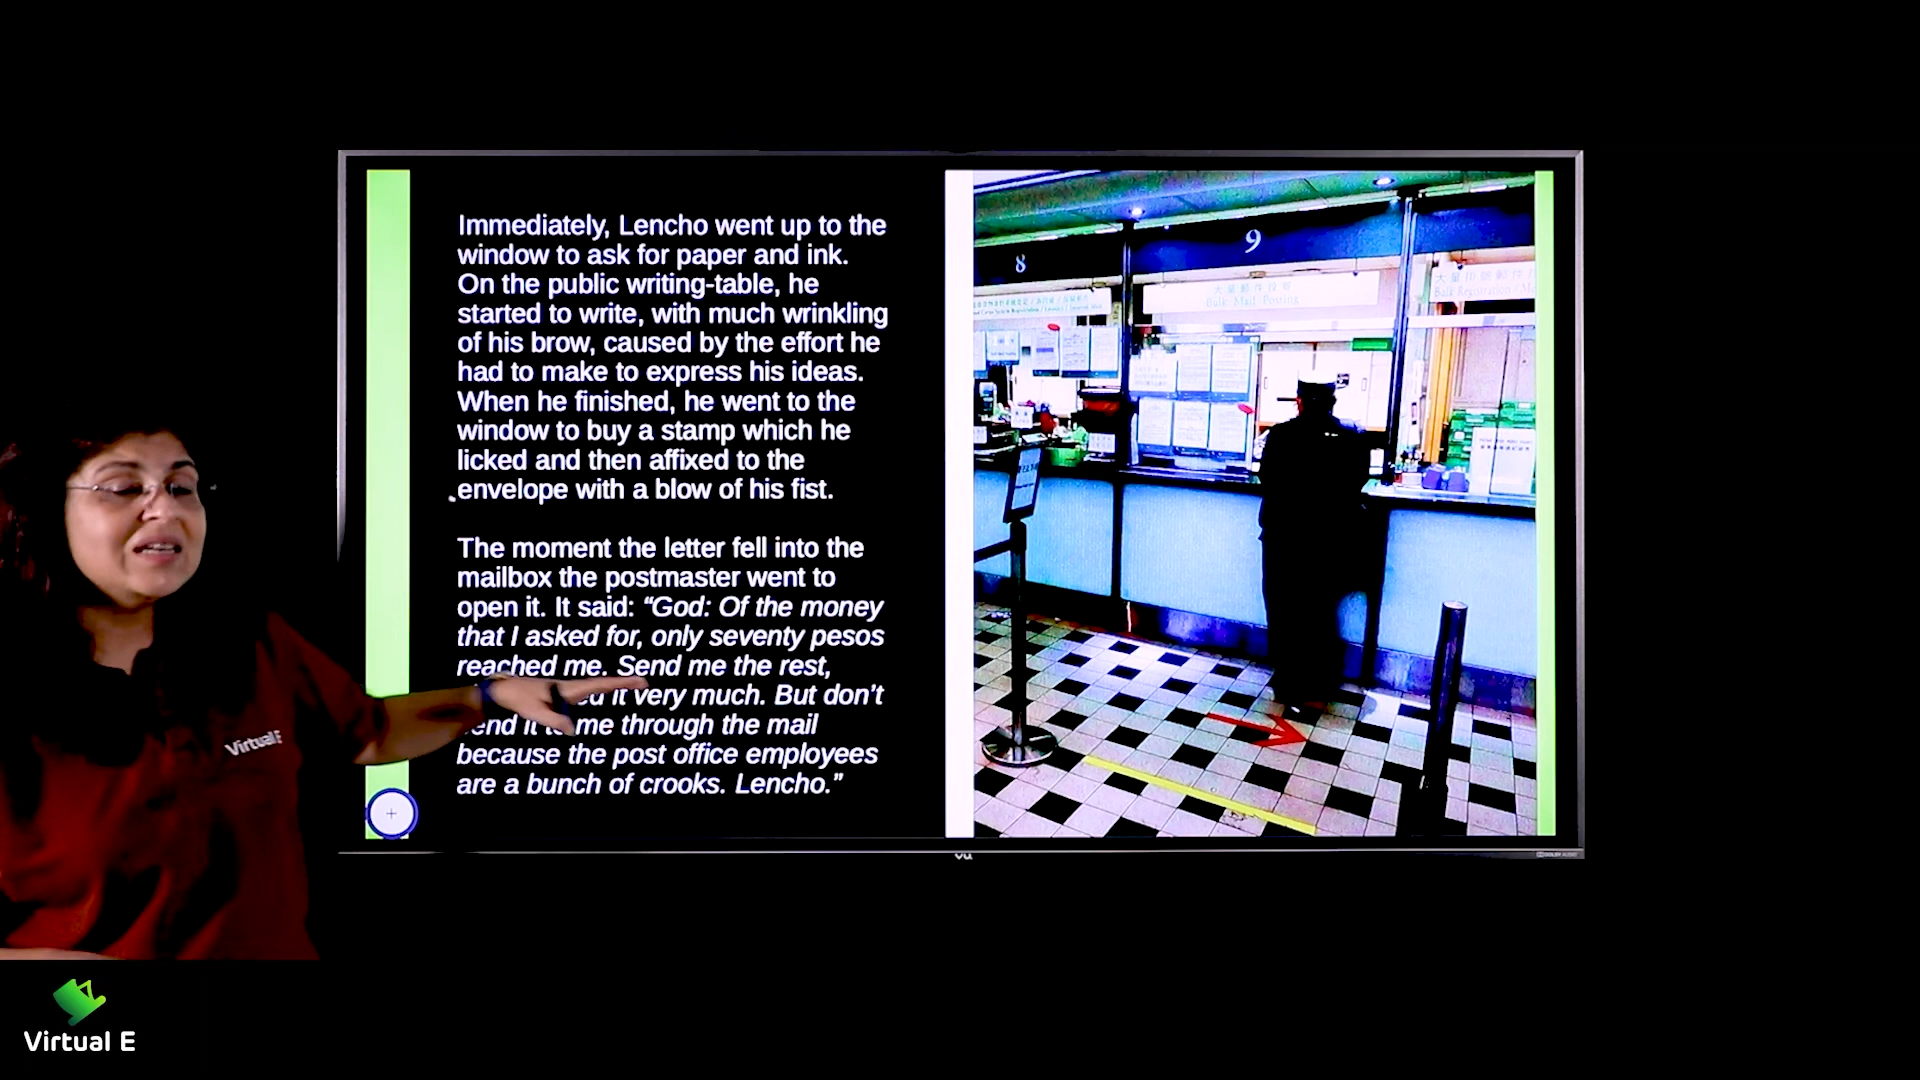 Immediately, Lencho went up to the
window to ask for paper and ink.
On the public writing-table, he
started to write, with much wrinkling
of his brow, caused by the effort he
had to make to express his ideas.
When he finished, he went to the
window to buy a stamp which he
licked and then affixed to the
envelope with a blow of his fist.
The moment the letter fell into the
mailbox the postmaster went to
open it. It said: “God: Of the money
that I asked for, only seventy pesos
reached me. Send me the rest,
it very much. But don’t
me through the mail
because the post office employees
are a bunch of crooks. Lencho.”
8
9
Bulk Mail Posting
Virtual E
Virtual E